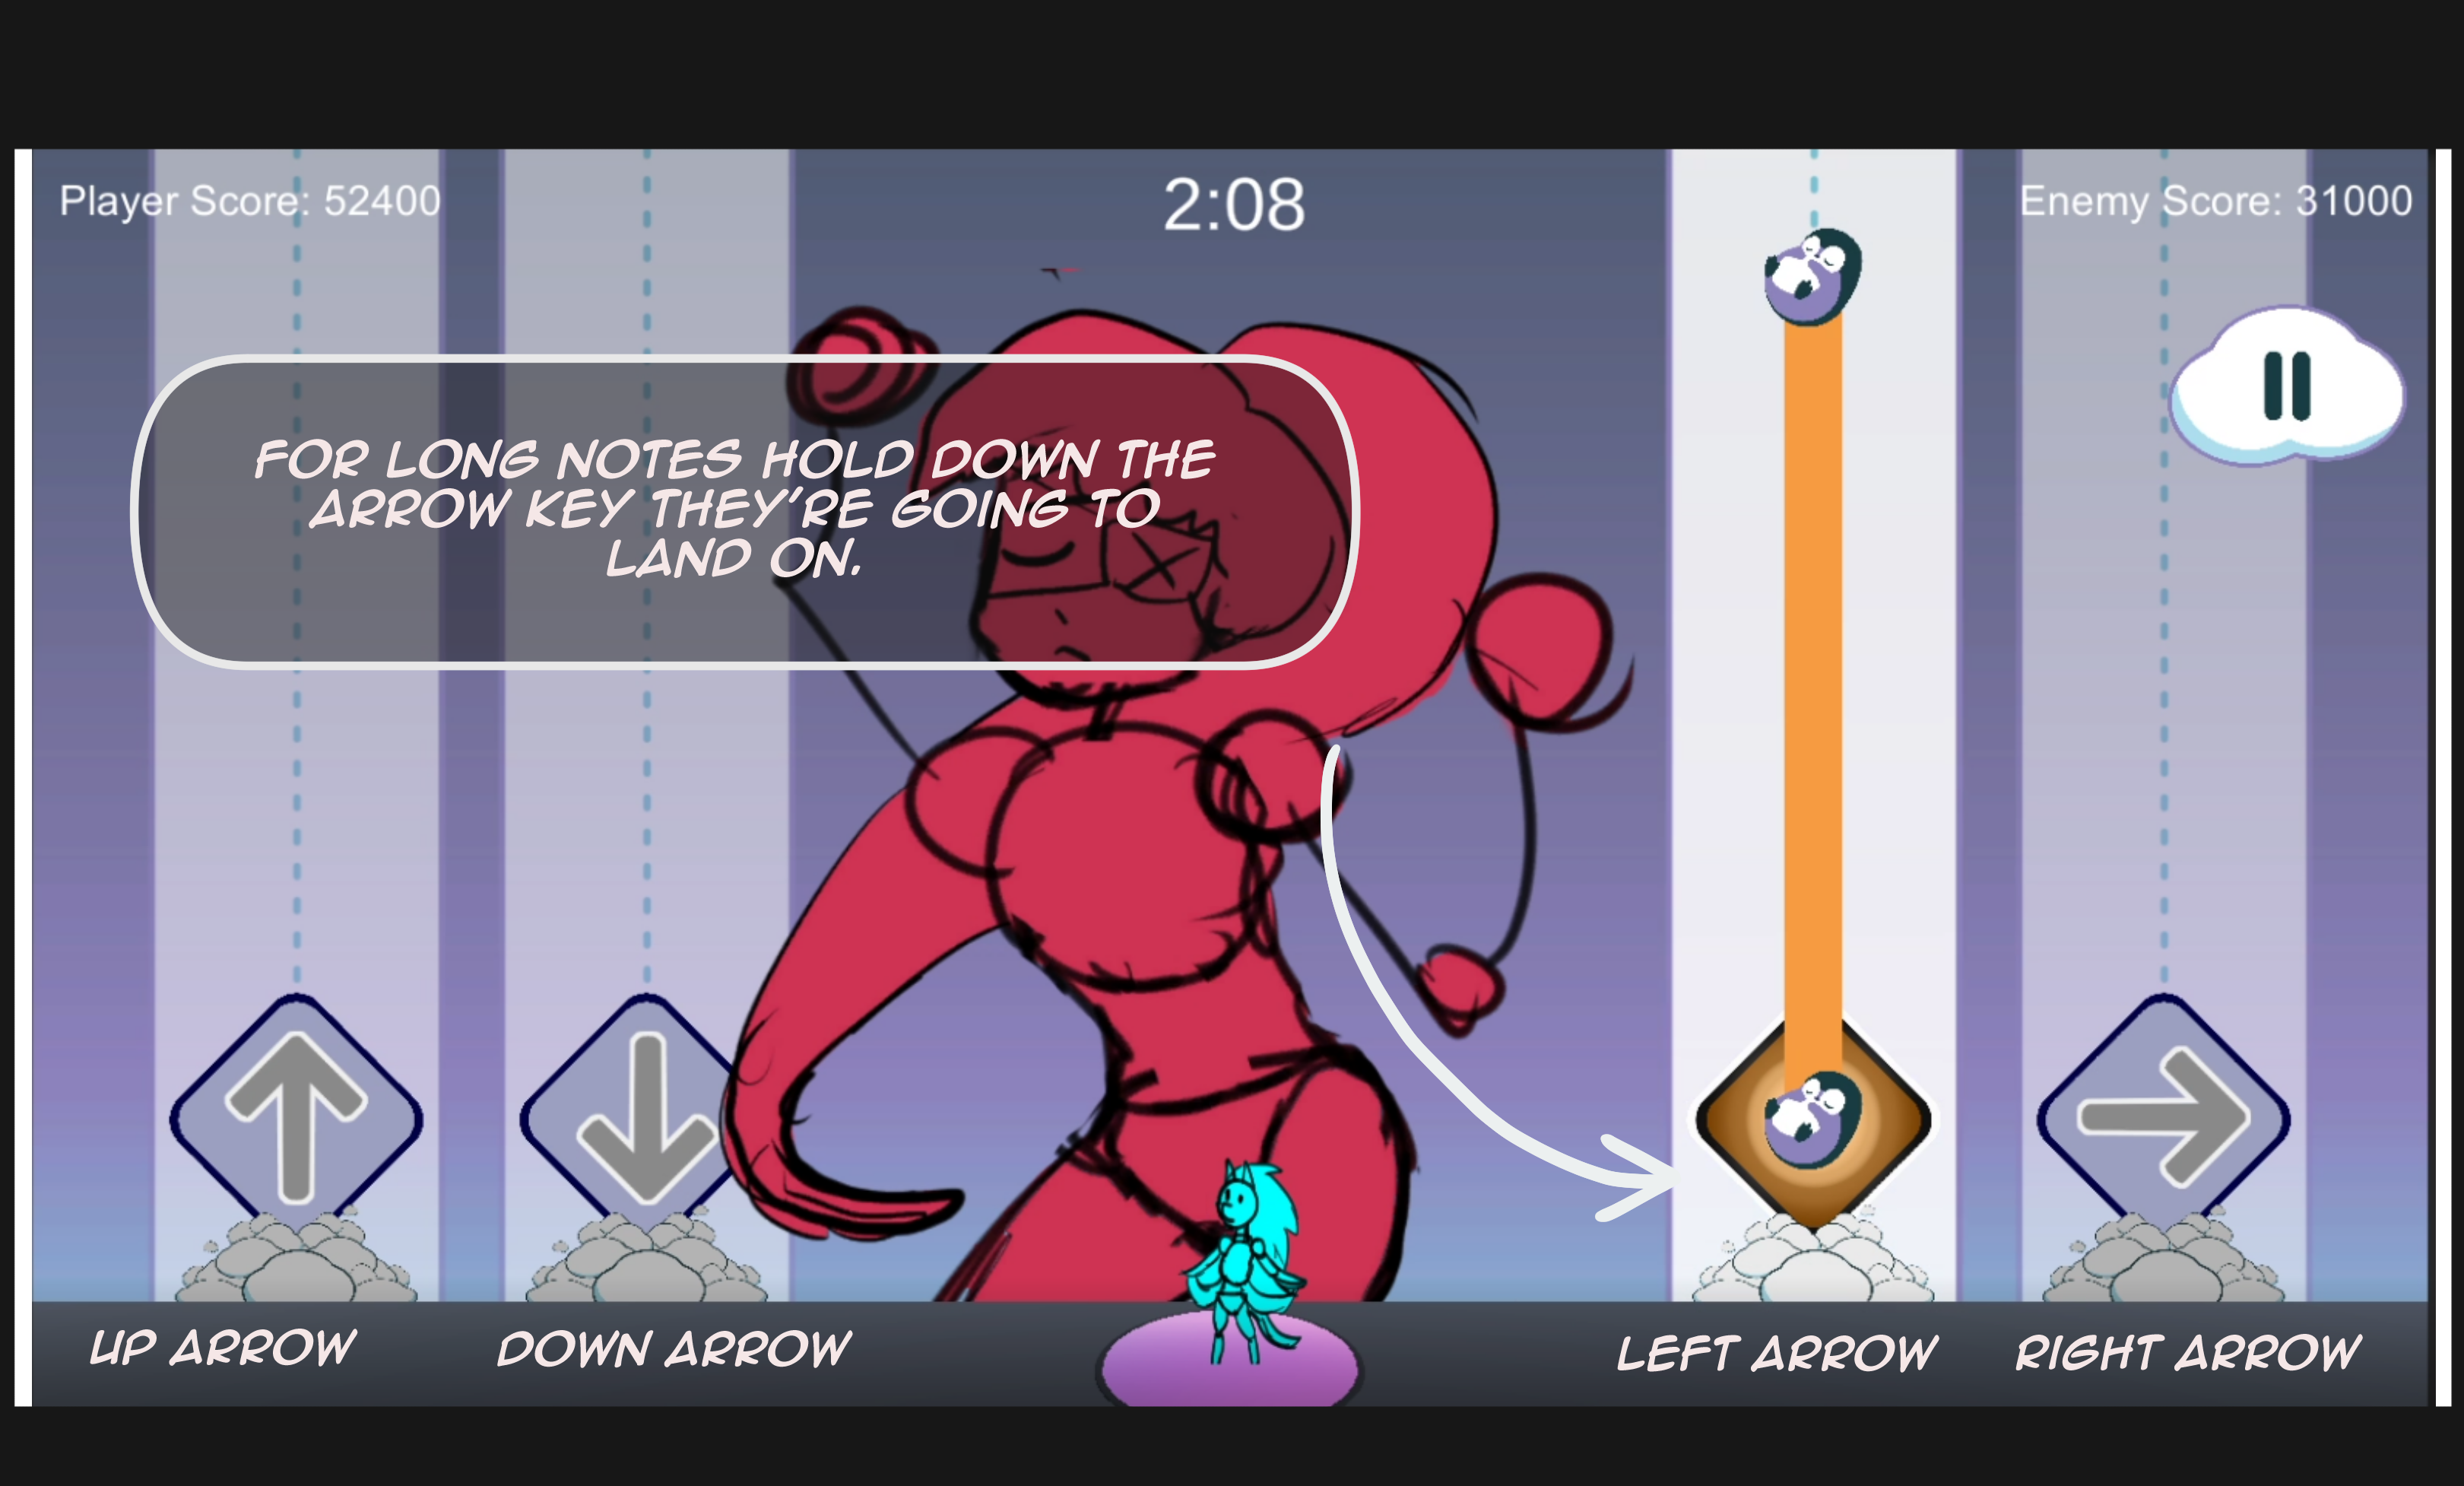 Player Score: 52400
2:08
Enemy Score: 31000
FOR LONG NOTES HOLD DOWN THE
ARROW KEY THEY'RE GOING TO
LAND ON.
UP ARROW
DOWN ARROW
LEFT ARROW
RIGHT ARROW